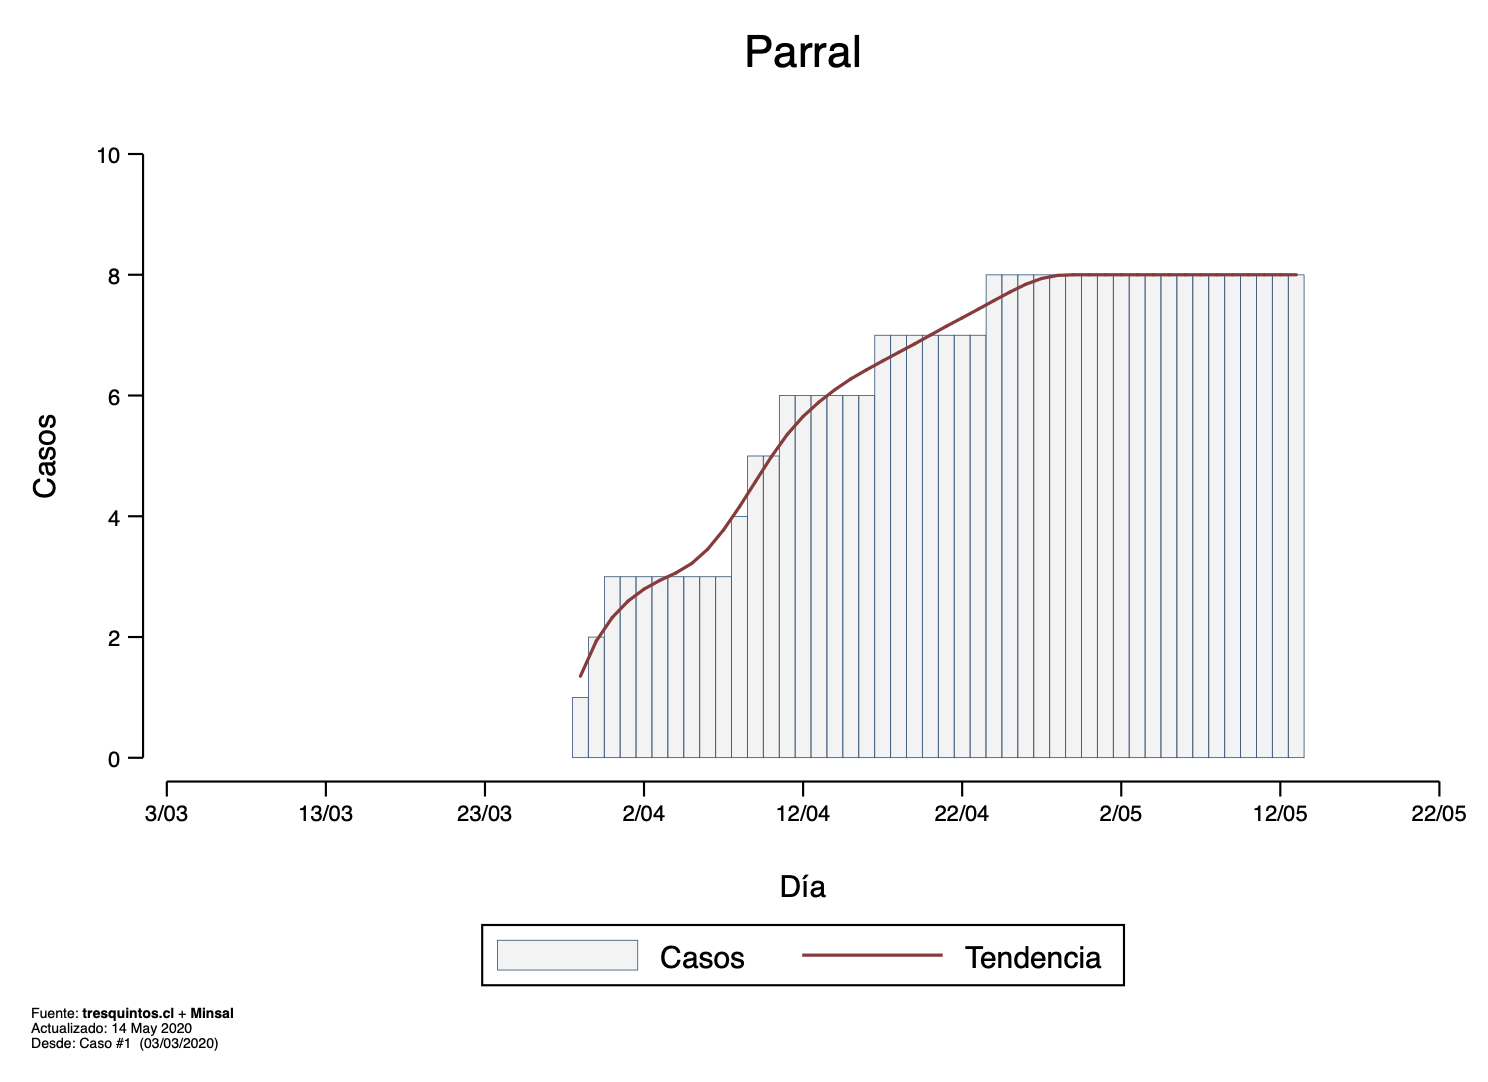 Parral
10
8
6
4
2
0
Casos
3/03 13/03 23/03 2/04 12/04 22/04 2/05 12/05 22/05
Día
Casos Tendencia
Fuente: tresquintos.cl + Minsal
Actualizado: 14 May 2020
Desde: Caso #1 (03/03/2020)